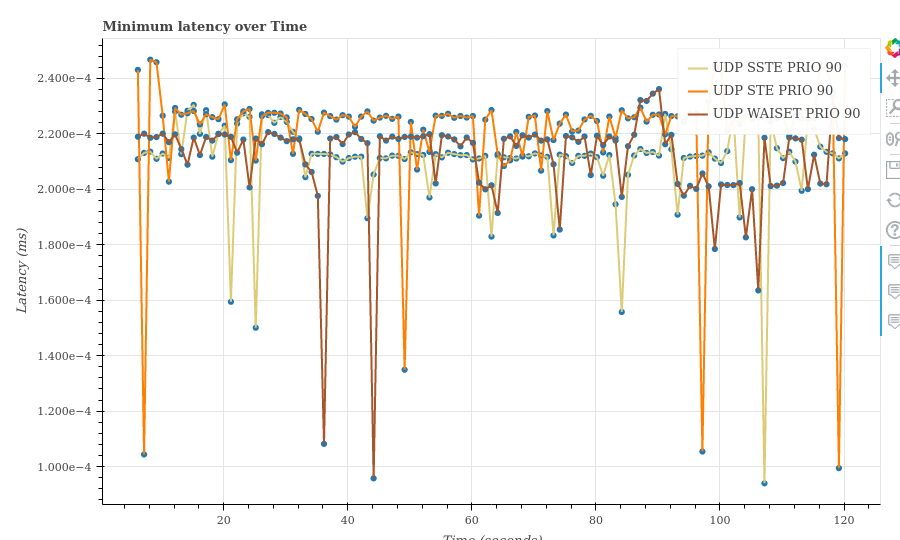 Minimum latency over Time
UDP SSTE PRIO 90
UDP STE PRIO 90
UDP WAISET PRIO 90
2.400e−4
2.200e−4
2.000e−4
1.800e−4
1.600e−4
1.400e−4
1.200e−4
1.000e−4
Latency (ms)
20
40
60
80
100
120
Time (seconds)